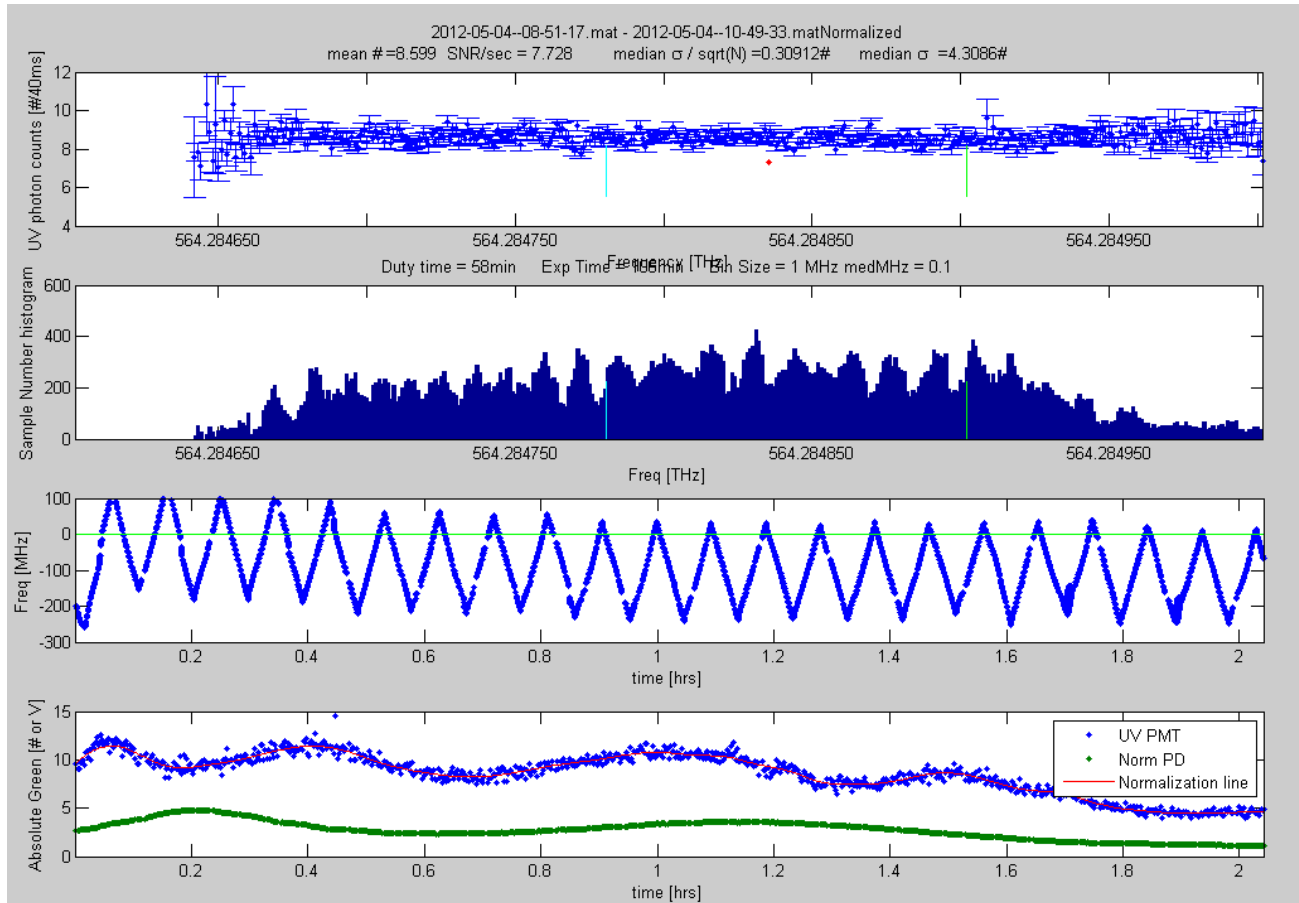 2012-05-04--08-51-17.mat - 2012-05-04--10-49-33.matNormalized
mean # =8.599 SNR/sec = 7.728 median σ / sqrt(N) =0.30912# median σ =4.3086#
UV photon counts [#/40ms]
12
10
8
6
4
564.284650 564.284750 564.284850 564.284950
Frequency [THz]
Duty time = 58min Exp Time = min Bin Size = 1 MHz medMHz = 0.1
Sample Number histogram
600
400
200
0
564.284650 564.284750 564.284850 564.284950
Freq [THz]
Freq [MHz]
100
0
-100
-200
-300
0.2 0.4 0.6 0.8 1 1.2 1.4 1.6 1.8 2
time [hrs]
Absolute Green [# or V]
15
10
5
0
UV PMT
Norm PD
Normalization line
0.2 0.4 0.6 0.8 1 1.2 1.4 1.6 1.8 2
time [hrs]